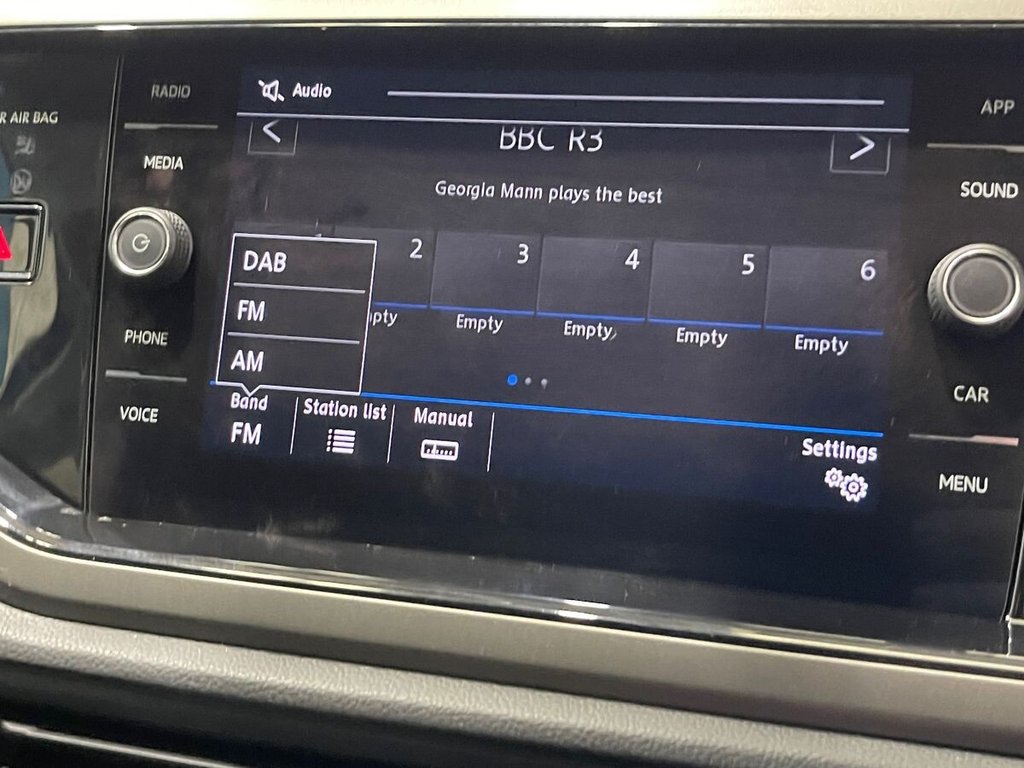 R AIR BAG
RADIO
MEDIA
PHONE
VOICE
Audio
BBC R3
Georgia Mann plays the best
DAB
FM
AM
2
3
4
5
6
pty
Empty
Empty
Empty
Empty
Band
FM
Station list
Manual
Settings
APP
SOUND
CAR
MENU